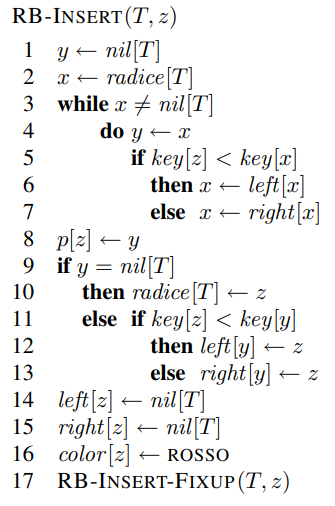 RB-INSERT(T, z)
1 y ← nil[T]
2 x ← radice[T]
3 while x ≠ nil[T]
4 do y ← x
5 if key[z] < key[x]
6 then x ← left[x]
7 else x ← right[x]
8 p[z] ← y
9 if y = nil[T]
10 then radice[T] ← z
11 else if key[z] < key[y]
12 then left[y] ← z
13 else right[y] ← z
14 left[z] ← nil[T]
15 right[z] ← nil[T]
16 color[z] ← ROSSO
17 RB-INSERT-FIXUP(T, z)